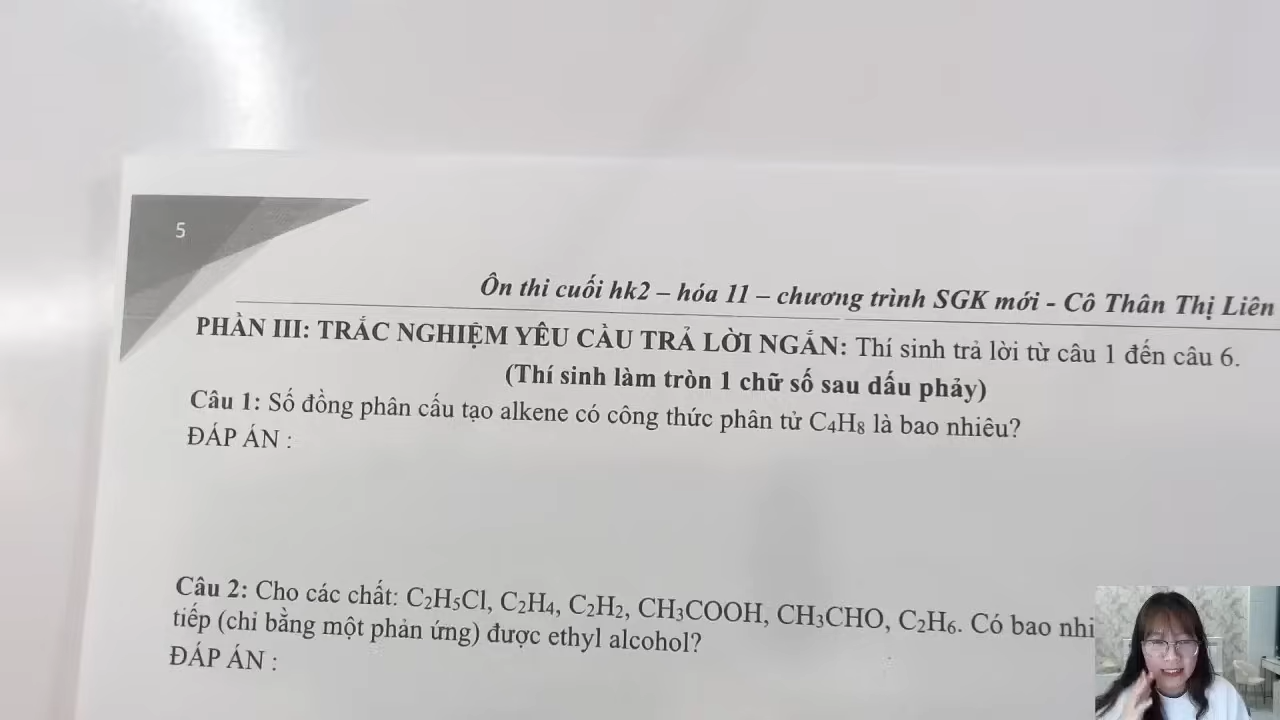 5
Ôn thi cuối hk2 – hóa 11 – chương trình SGK mới - Cô Thân Thị Liên
PHẦN III: TRẮC NGHIỆM YÊU CẦU TRẢ LỜI NGẮN: Thí sinh trả lời từ câu 1 đến câu 6.
(Thí sinh làm tròn 1 chữ số sau dấu phảy)
Câu 1: Số đồng phân cấu tạo alkene có công thức phân tử C₄H₈ là bao nhiêu?
ĐÁP ÁN :
Câu 2: Cho các chất: C₂H₅Cl, C₂H₄, C₂H₂, CH₃COOH, CH₃CHO, C₂H₆. Có bao
tiếp (chỉ bằng một phản ứng) được ethyl alcohol?
ĐÁP ÁN :